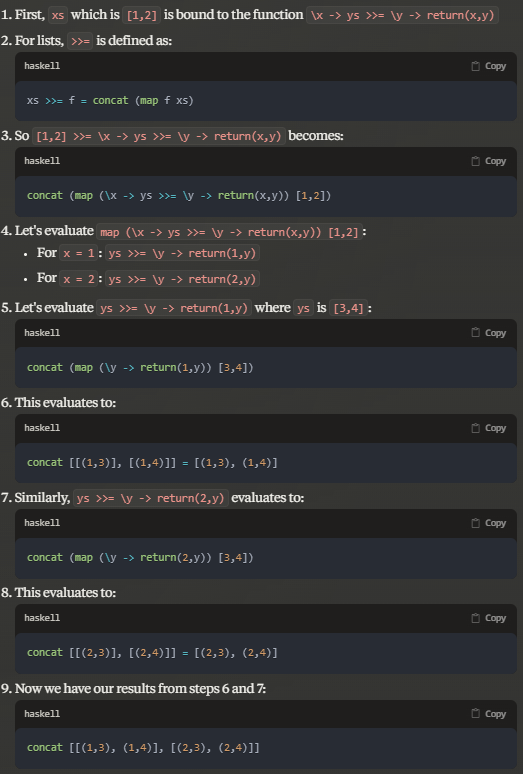 1. First, xs which is [1,2] is bound to the function \x -> ys >>= \y -> return(x,y)
2. For lists, >>= is defined as:
haskell Copy
xs >>= f = concat (map f xs)
3. So [1,2] >>= \x -> ys >>= \y -> return(x,y) becomes:
haskell Copy
concat (map (\x -> ys >>= \y -> return(x,y)) [1,2])
4. Let's evaluate map (\x -> ys >>= \y -> return(x,y)) [1,2]:
• For x = 1: ys >>= \y -> return(1,y)
• For x = 2: ys >>= \y -> return(2,y)
5. Let's evaluate ys >>= \y -> return(1,y) where ys is [3,4]:
haskell Copy
concat (map (\y -> return(1,y)) [3,4])
6. This evaluates to:
haskell Copy
concat [[(1,3)], [(1,4)]] = [(1,3), (1,4)]
7. Similarly, ys >>= \y -> return(2,y) evaluates to:
haskell Copy
concat (map (\y -> return(2,y)) [3,4])
8. This evaluates to:
haskell Copy
concat [[(2,3)], [(2,4)]] = [(2,3), (2,4)]
9. Now we have our results from steps 6 and 7:
haskell Copy
concat [[(1,3), (1,4)], [(2,3), (2,4)]]